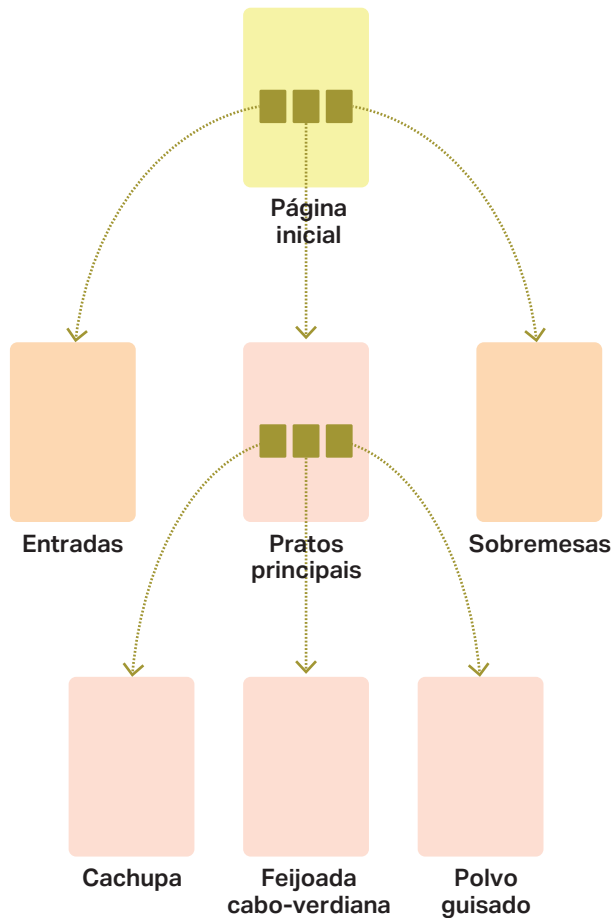 Página
inicial
Entradas
Pratos
principais
Sobremesas
Cachupa
Feijoada
cabo-verdiana
Polvo
guisado